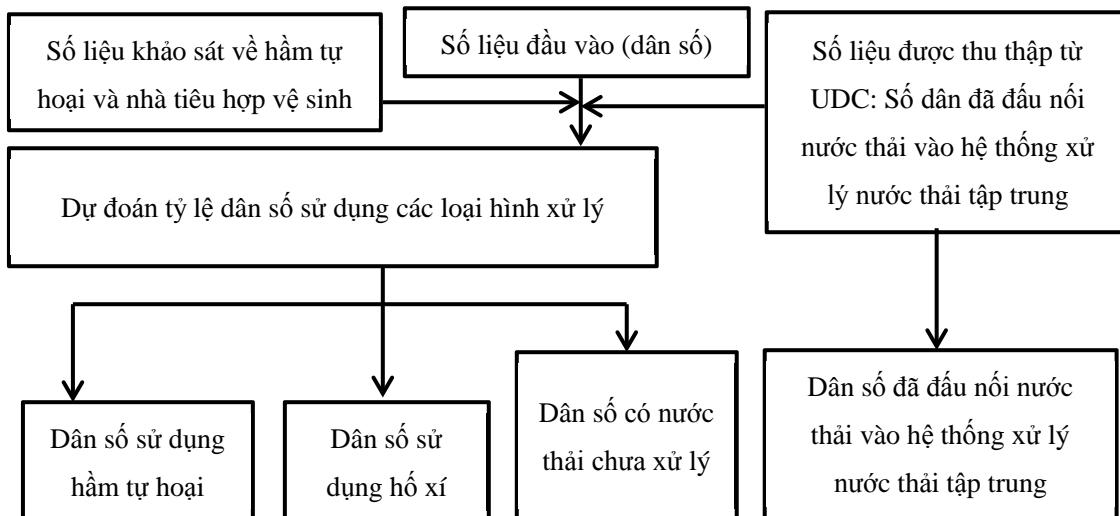 Số liệu khảo sát về hầm tự
hoại và nhà tiêu hợp vệ sinh
Số liệu đầu vào (dân số)
Số liệu được thu thập từ
UDC: Số dân đã đấu nối
nước thải vào hệ thống xử
lý nước thải tập trung
Dự đoán tỷ lệ dân số sử dụng các loại hình xử lý
Dân số sử dụng
hầm tự hoại
Dân số sử
dụng hố xí
Dân số có nước
thải chưa xử lý
Dân số đã đấu nối nước
thải vào hệ thống xử lý
nước thải tập trung